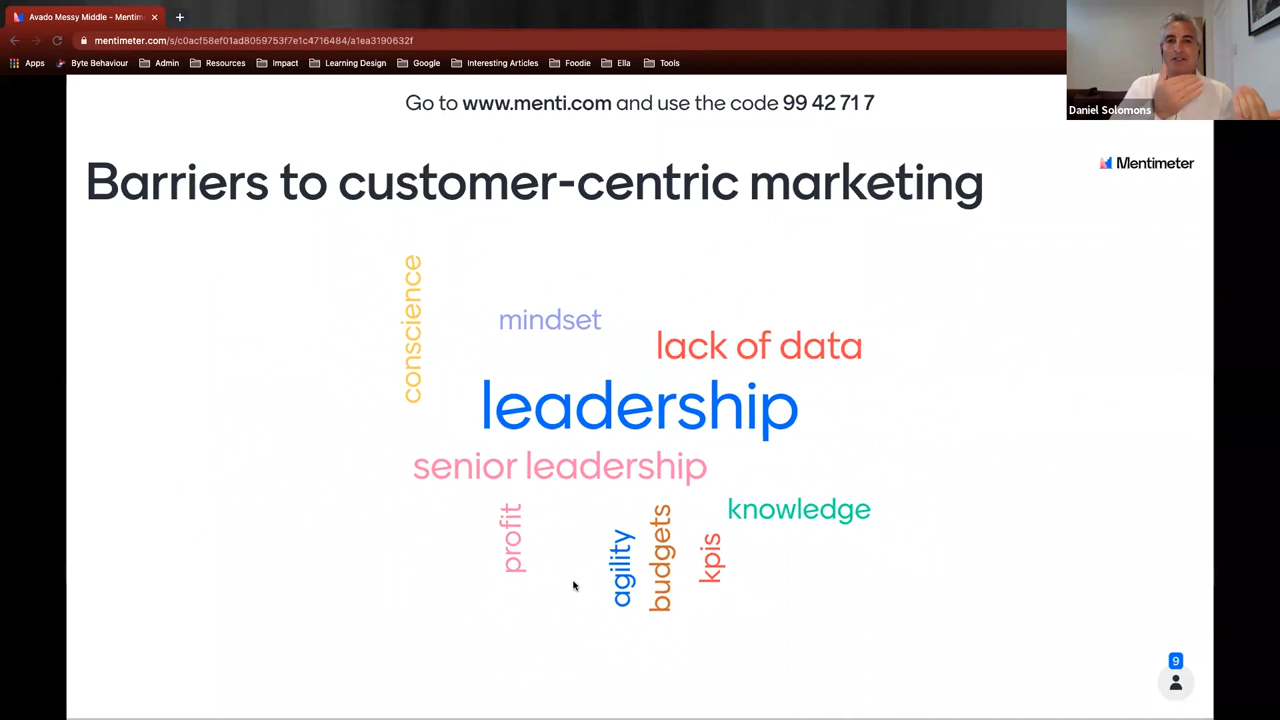 Avado Messy Middle - Mentim
mentimeter.com/s/c0acf58ef01ad8059753f7e1c4716484/a1ea3190632f
Apps Byte Behaviour Admin Resources Impact Learning Design Google Interesting Articles Foodie Ella Tools
Daniel Solomons
Go to www.menti.com and use the code 99 42 71 7
Mentimeter
Barriers to customer-centric marketing
conscience
mindset
lack of data
leadership
senior leadership
profit
agility
budgets
kpis
knowledge
9